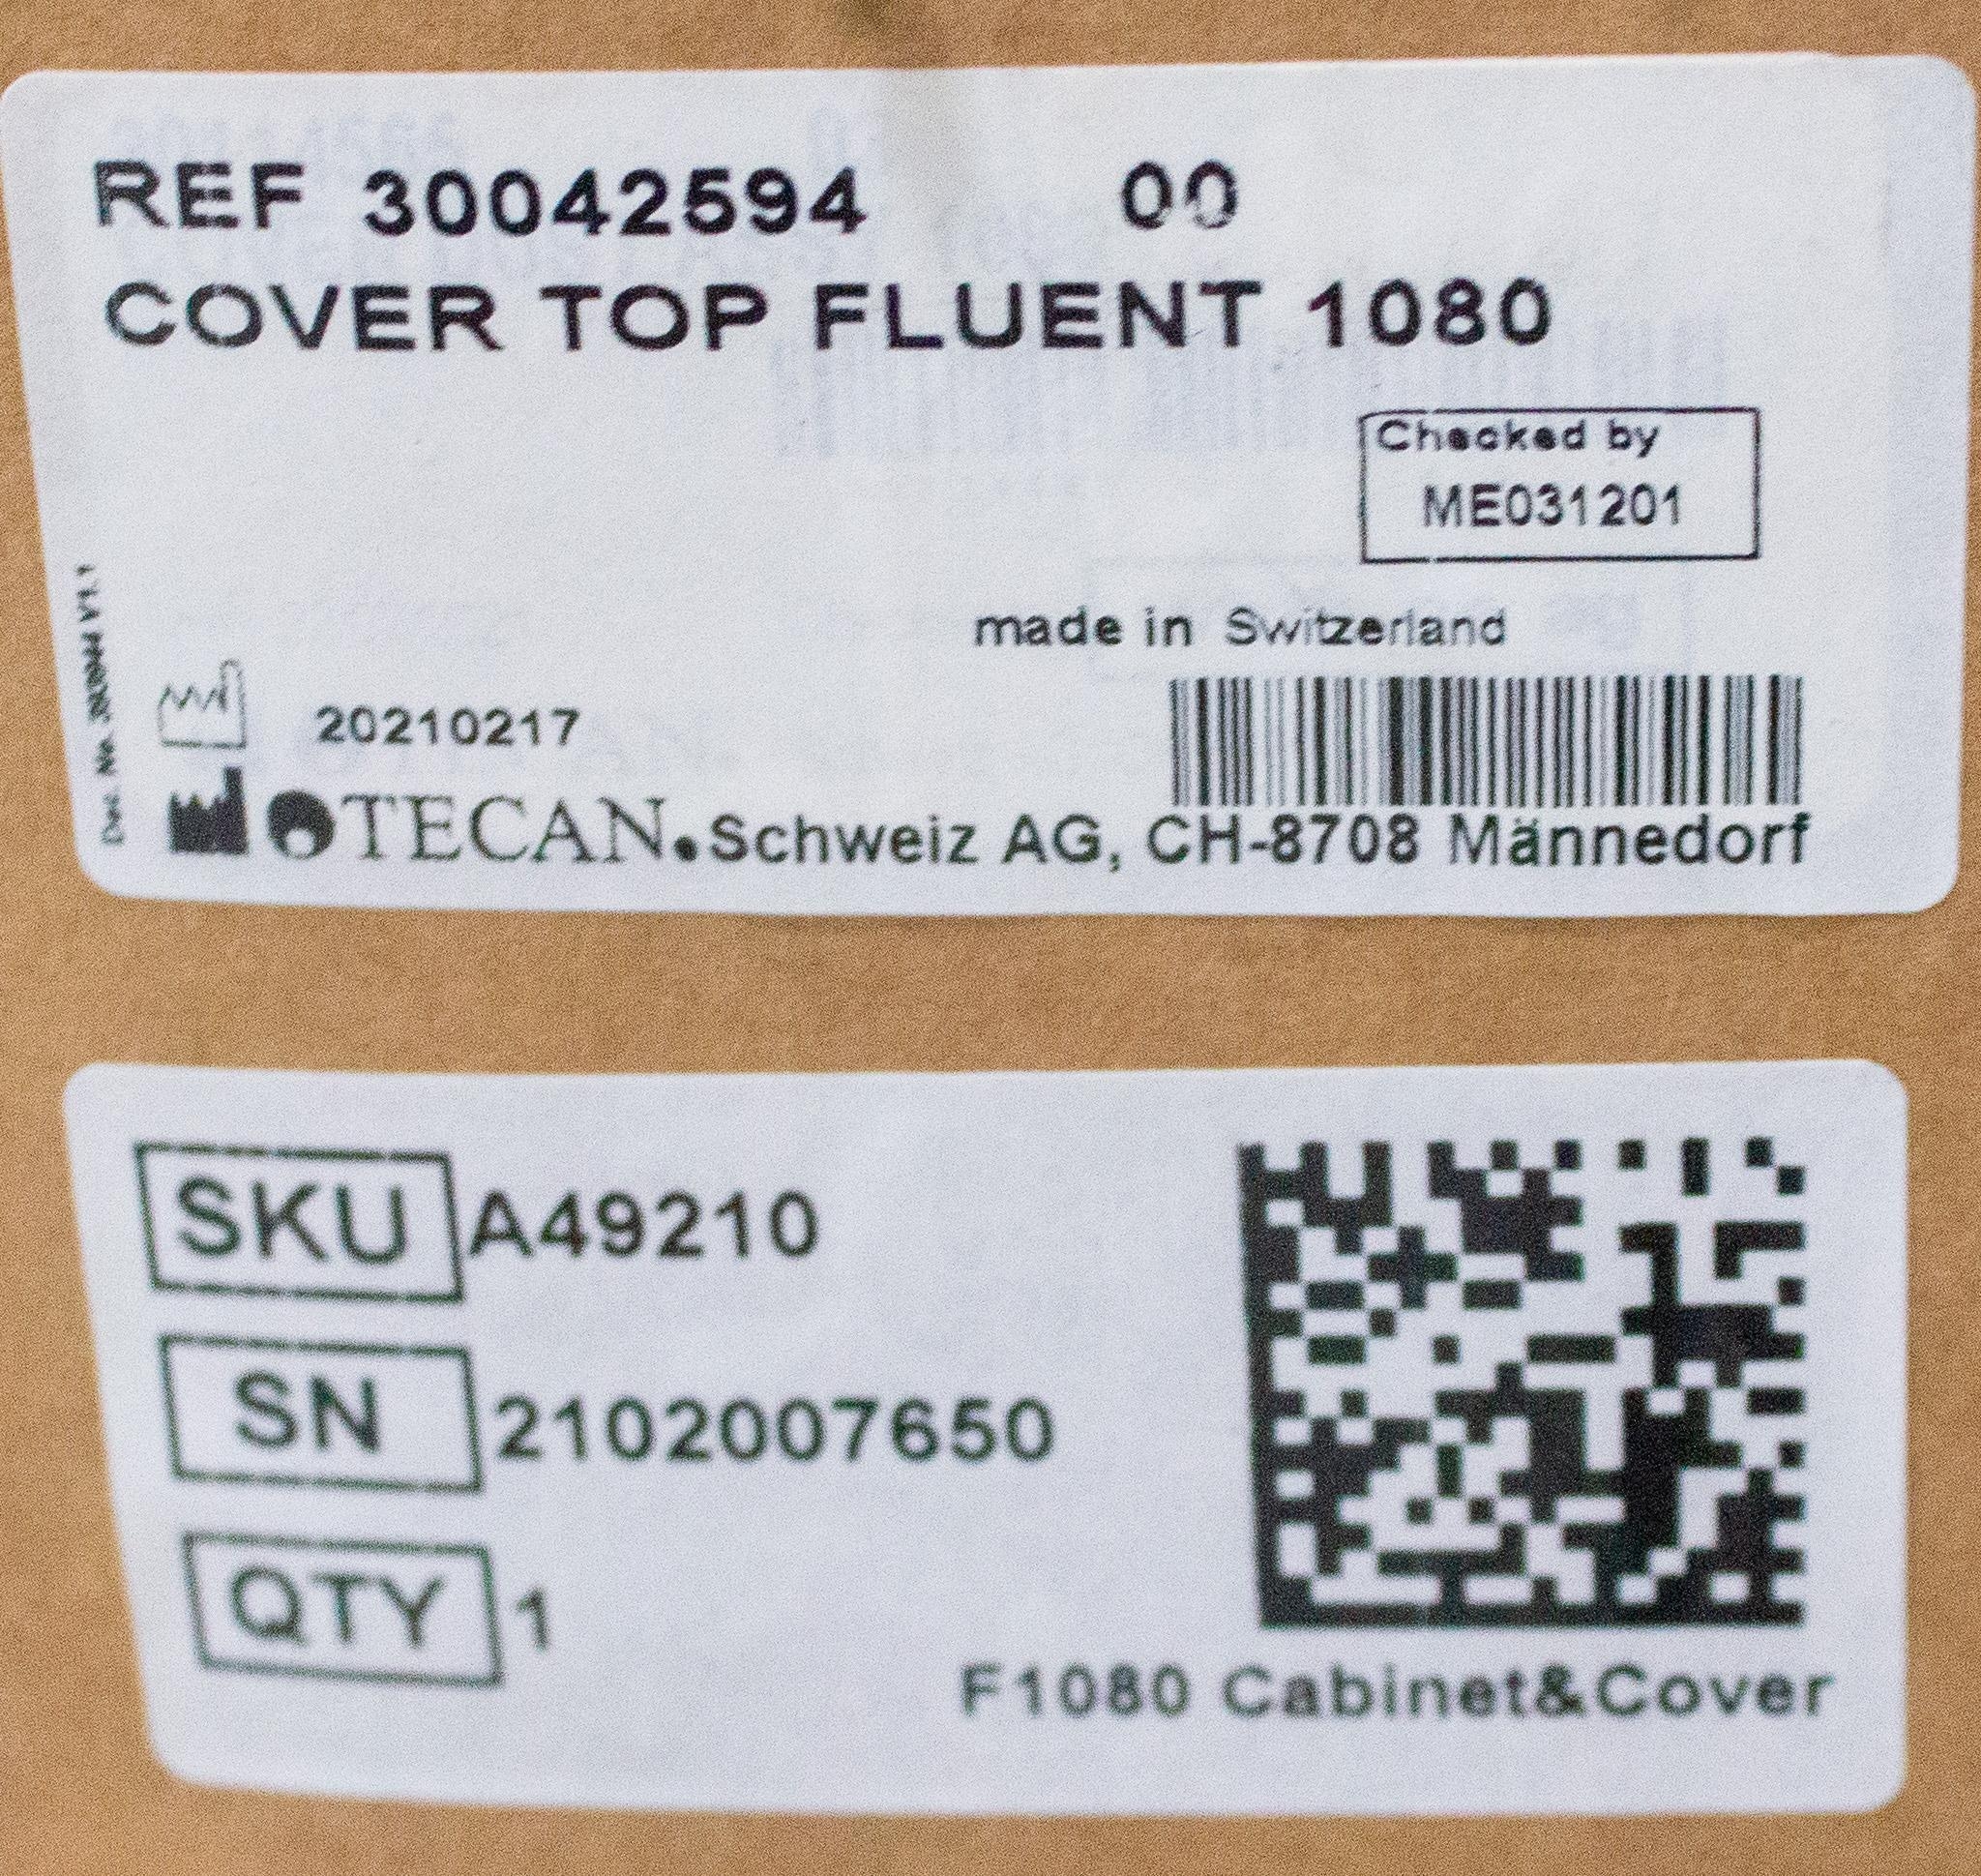 REF 30042594 00
COVER TOP FLUENT 1080
Checked by
ME031201
made in Switzerland
20210217
TECAN. Schweiz AG, CH-8708 Männedorf
SKU A49210
SN 2102007650
QTY 1
F1080 Cabinet&Cover